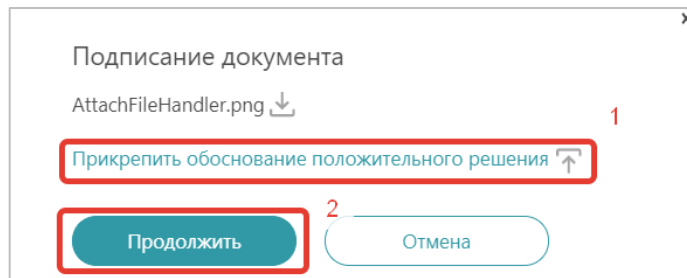 Подписание документа
AttachFileHandler.png
1
Прикрепить обоснование положительного решения
2
Продолжить
Отмена